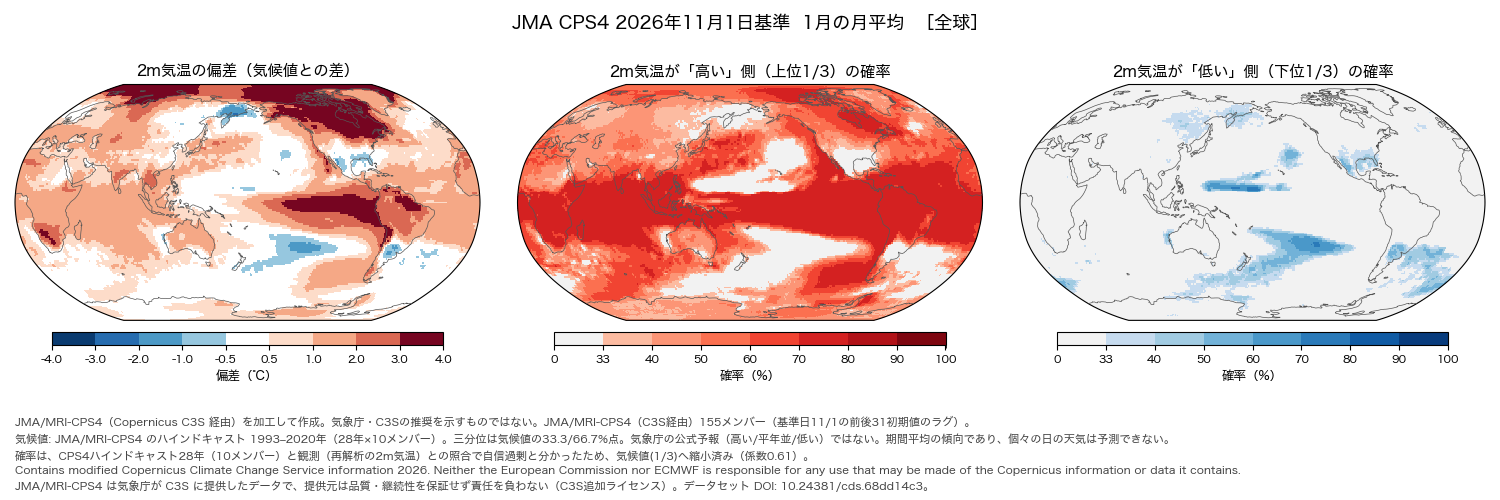 JMA CPS4 2026年11月1日基準 1月の月平均 ［全球］
2m気温の偏差（気候値との差）
2m気温が「高い」側（上位1/3）の確率
2m気温が「低い」側（下位1/3）の確率
-4.0 -3.0 -2.0 -1.0 -0.5 0.5 1.0 2.0 3.0 4.0
偏差（℃）
0 33 40 50 60 70 80 90 100
確率（%）
0 33 40 50 60 70 80 90 100
確率（%）
JMA/MRI-CPS4（Copernicus C3S 経由）を加工して作成。気象庁・C3Sの推奨を示すものではない。JMA/MRI-CPS4（C3S経由）155メンバー（基準日11/1の前後31初期値のラグ）。
気候値: JMA/MRI-CPS4 のハインドキャスト 1993–2020年（28年×10メンバー）。三分位は気候値の33.3/66.7%点。気象庁の公式予報（高い/平年並/低い）ではない。期間平均の傾向であり、個々の日の天気は予測できない。
確率は、CPS4ハインドキャスト28年（10メンバー）と観測（再解析の2m気温）との照合で自信過剰と分かったため、気候値(1/3)へ縮小済み（係数0.61）。
Contains modified Copernicus Climate Change Service information 2026. Neither the European Commission nor ECMWF is responsible for any use that may be made of the Copernicus information or data it contains.
JMA/MRI-CPS4 は気象庁が C3S に提供したデータで、提供元は品質・継続性を保証せず責任を負わない（C3S追加ライセンス）。データセット DOI: 10.24381/cds.68dd14c3。